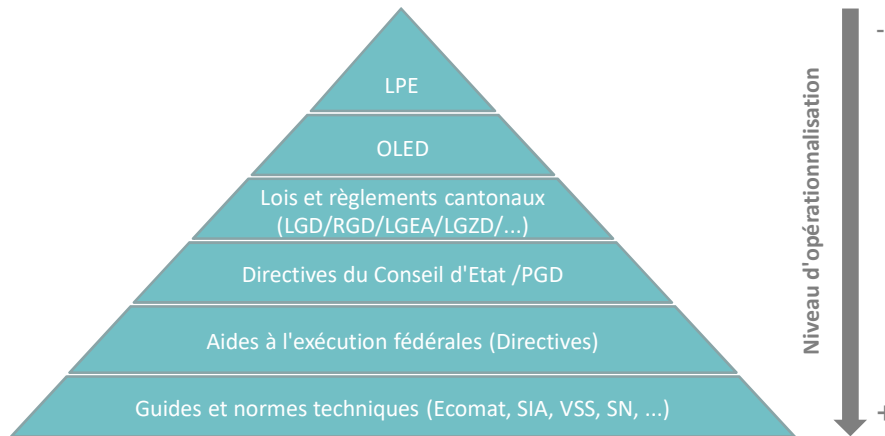 LPE
OLED
Lois et règlements cantonaux
(LGD/RGD/LGEA/LGZD/...)
Directives du Conseil d'Etat /PGD
Aides à l'exécution fédérales (Directives)
Guides et normes techniques (Ecomat, SIA, VSS, SN, ...)
-
Niveau d'opérationnalisation
+